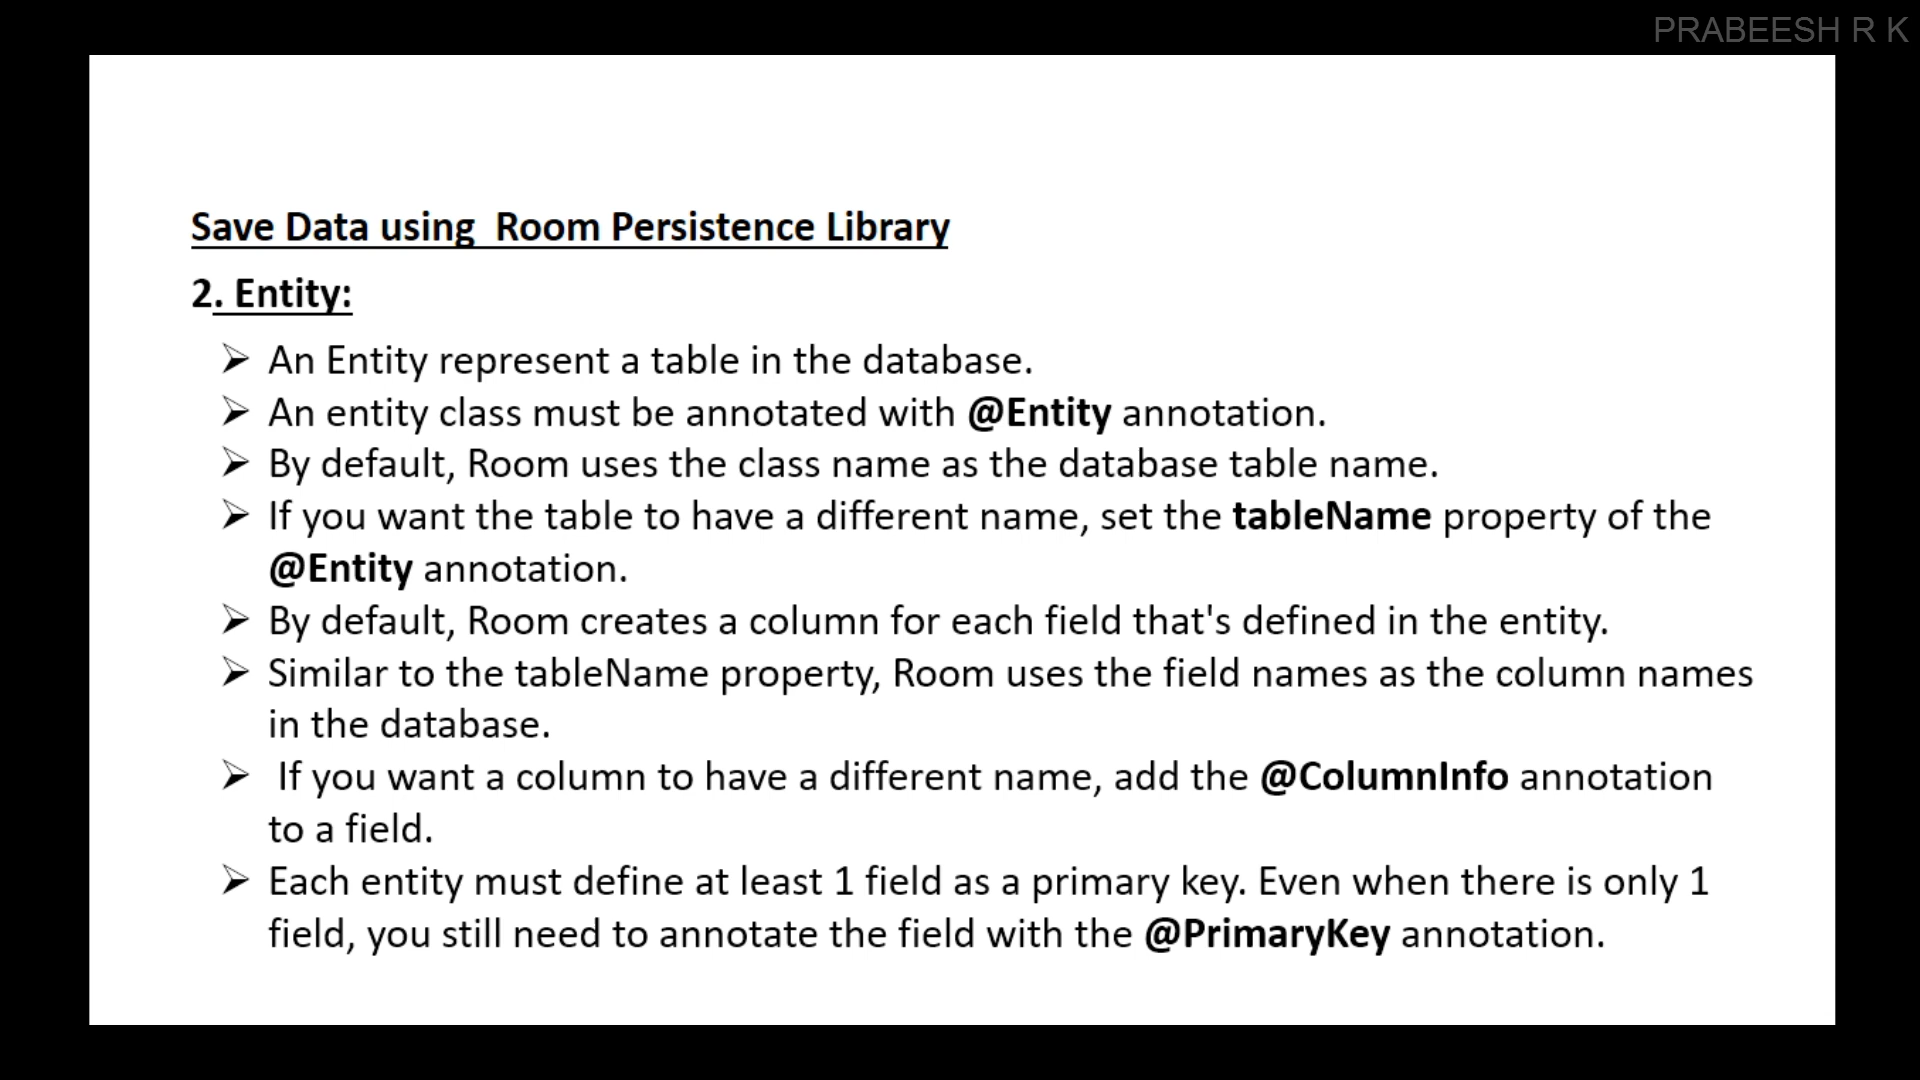 PRABEESH R K
Save Data using  Room Persistence Library
2. Entity:
➢ An Entity represent a table in the database.
➢ An entity class must be annotated with @Entity annotation.
➢ By default, Room uses the class name as the database table name.
➢ If you want the table to have a different name, set the tableName property of the
@Entity annotation.
➢ By default, Room creates a column for each field that's defined in the entity.
➢ Similar to the tableName property, Room uses the field names as the column names
in the database.
➢ If you want a column to have a different name, add the @ColumnInfo annotation
to a field.
➢ Each entity must define at least 1 field as a primary key. Even when there is only 1
field, you still need to annotate the field with the @PrimaryKey annotation.